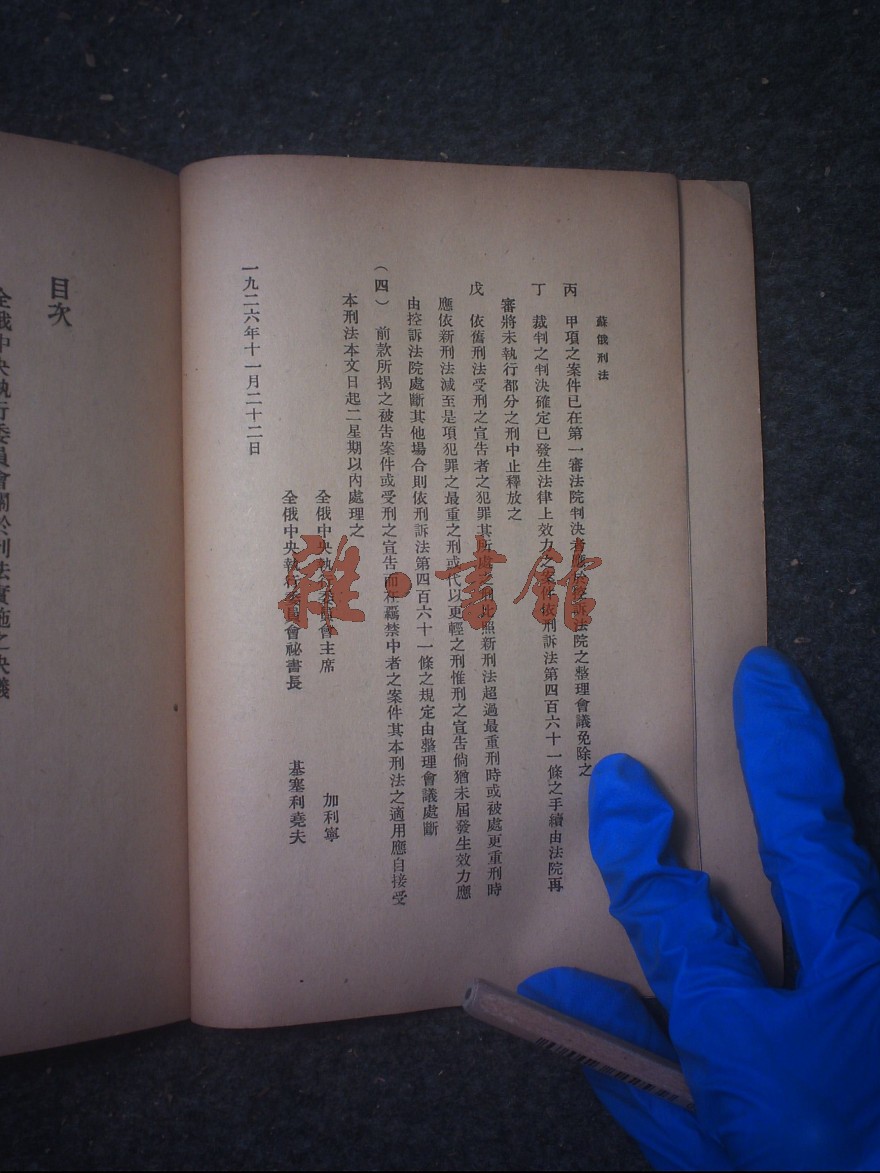 蘇俄刑法
丙　甲項之案件已在第一審法院判決者應於控訴法院之整理會議免除之
丁　裁判之判決確定已發生法律上效力之案件依刑訴法第四百六十一條之手續由法院再
審將未執行部分之刑中止釋放之
戊　依舊刑法受刑之宣告者之犯罪其所處之刑比照新刑法超過最重刑時或被處更重刑時
應依新刑法減至是項犯罪之最重之刑或代以更輕之刑惟刑之宣告倘猶未屆發生效力應
由控訴法院處斷其他場合則依刑訴法第四百六十一條之規定由整理會議處斷
（四）　前款所揭之被告案件或受刑之宣告而在羈禁中者之案件其本刑法之適用應自接受
本刑法本文日起二星期以內處理之
全俄中央執行委員會主席　加利寧
全俄中央執行委員會祕書長　基塞利堯夫
一九二六年十一月二十二日
目次
全俄中央執行委員會關於刑法實施之決議
雜·書館